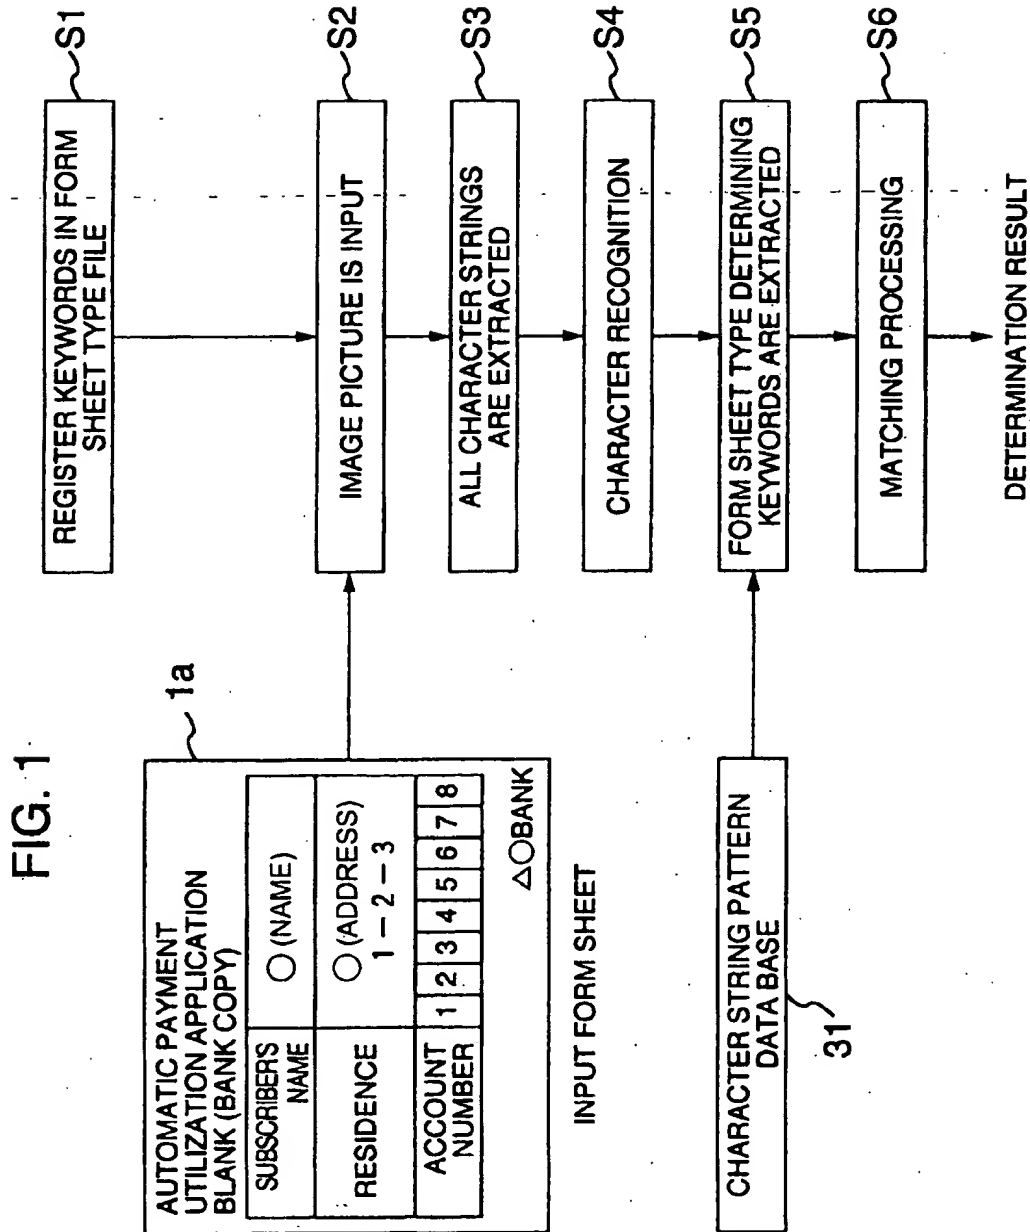 FIG. 1
REGISTER KEYWORDS IN FORM
SHEET TYPE FILE
S1
IMAGE PICTURE IS INPUT
S2
ALL CHARACTER STRINGS
ARE EXTRACTED
S3
CHARACTER RECOGNITION
S4
FORM SHEET TYPE DETERMINING
KEYWORDS ARE EXTRACTED
S5
MATCHING PROCESSING
S6
DETERMINATION RESULT
1a
AUTOMATIC PAYMENT
UTILIZATION APPLICATION
BLANK (BANK COPY)
SUBSCRIBERS
NAME
○ (NAME)
RESIDENCE
○ (ADDRESS)
1 – 2 – 3
ACCOUNT
NUMBER
1 2 3 4 5 6 7 8
△○BANK
INPUT FORM SHEET
CHARACTER STRING PATTERN
DATA BASE
31